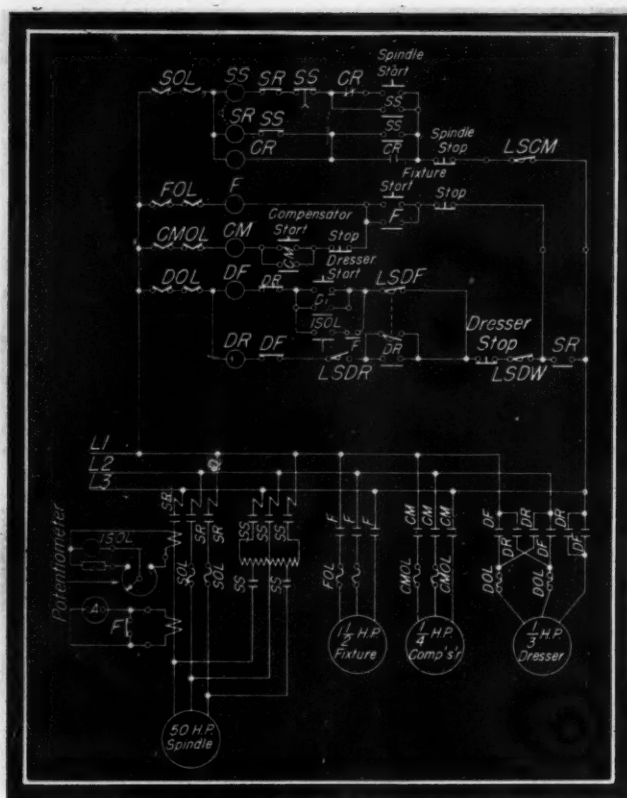 SOL SS SR SS CR Spindle Start
SS
SR SS SS
CR CR Spindle Stop LSCM
FOL F Fixture Start Stop
F
CMOL CM Compensator Start Stop
CM
DOL DF DR Dresser Start LSDF
ISOL F
DR DF LSDR DR Dresser Stop LSDW SR
L1
L2
L3
SR SR SR SS SS SS F F F CM CM CM DF DR DF DR DR DF DR DF
Potentiometer
ISOL
SOL SOL SS SS FOL CMOL CMOL DOL DOL
A
F
1 1/2 H.P. Fixture
1/4 H.P. Comp's'r
1/3 H.P. Dresser
50 H.P. Spindle